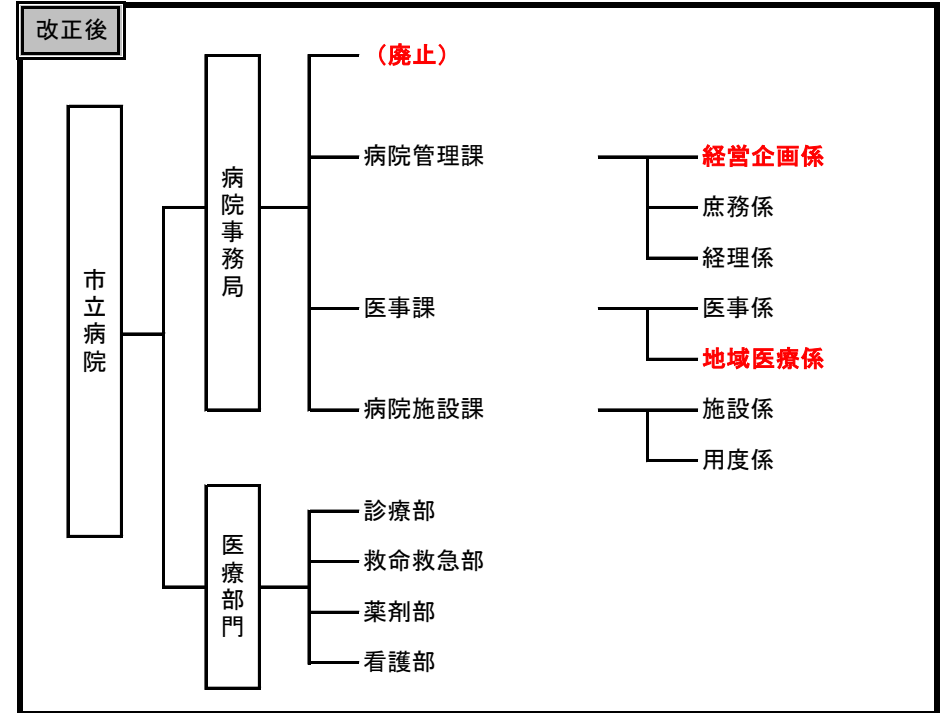 改正後
市立病院
病院事務局
（廃止）
病院管理課
経営企画係
庶務係
経理係
医事課
医事係
地域医療係
病院施設課
施設係
用度係
医療部門
診療部
救命救急部
薬剤部
看護部